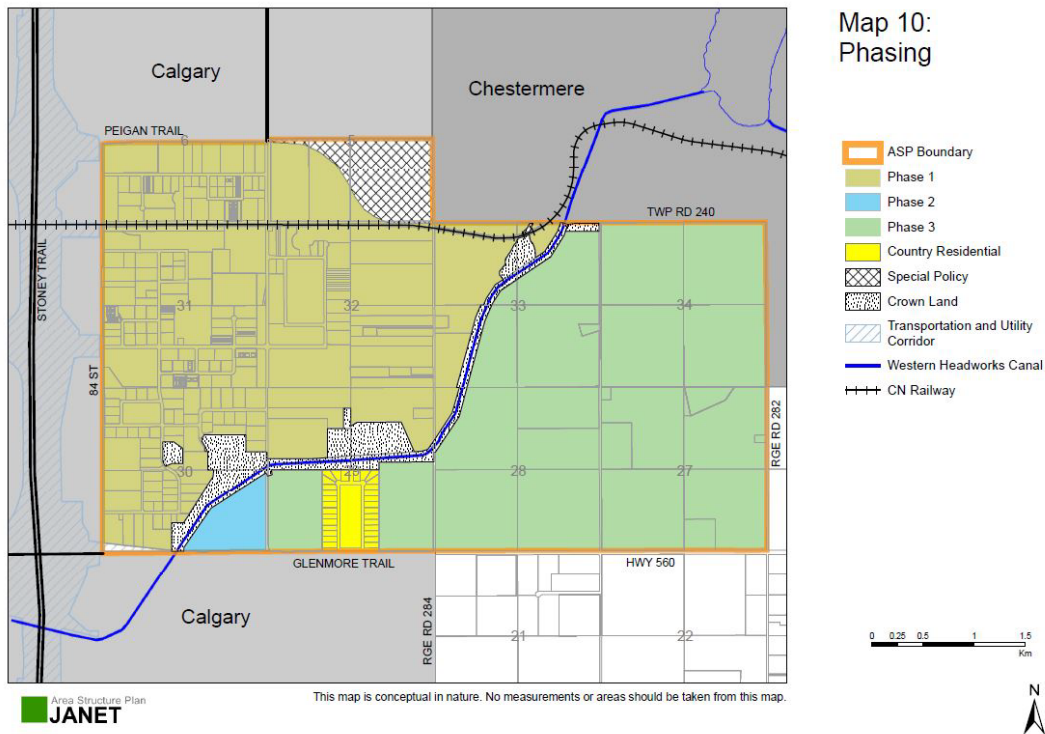 Map 10:
Phasing
Calgary
Chestermere
PEIGAN TRAIL
6
5
TWP RD 240
STONEY TRAIL
31
32
33
34
84 ST
RGE RD 282
30
29
28
27
GLENMORE TRAIL
HWY 560
Calgary
RGE RD 284
21
22
ASP Boundary
Phase 1
Phase 2
Phase 3
Country Residential
Special Policy
Crown Land
Transportation and Utility
Corridor
Western Headworks Canal
CN Railway
0 0.25 0.5 1 1.5
Km
N
Area Structure Plan
JANET
This map is conceptual in nature. No measurements or areas should be taken from this map.